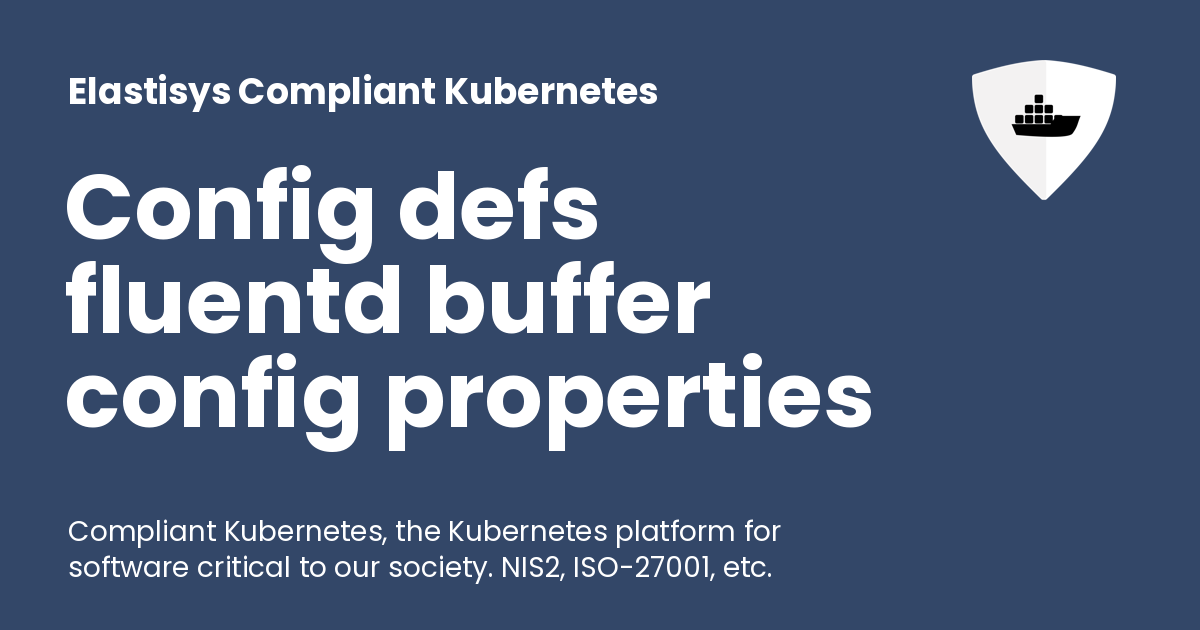 Elastisys Compliant Kubernetes
Config defs
fluentd buffer
config properties
Compliant Kubernetes, the Kubernetes platform for
software critical to our society. NIS2, ISO-27001, etc.